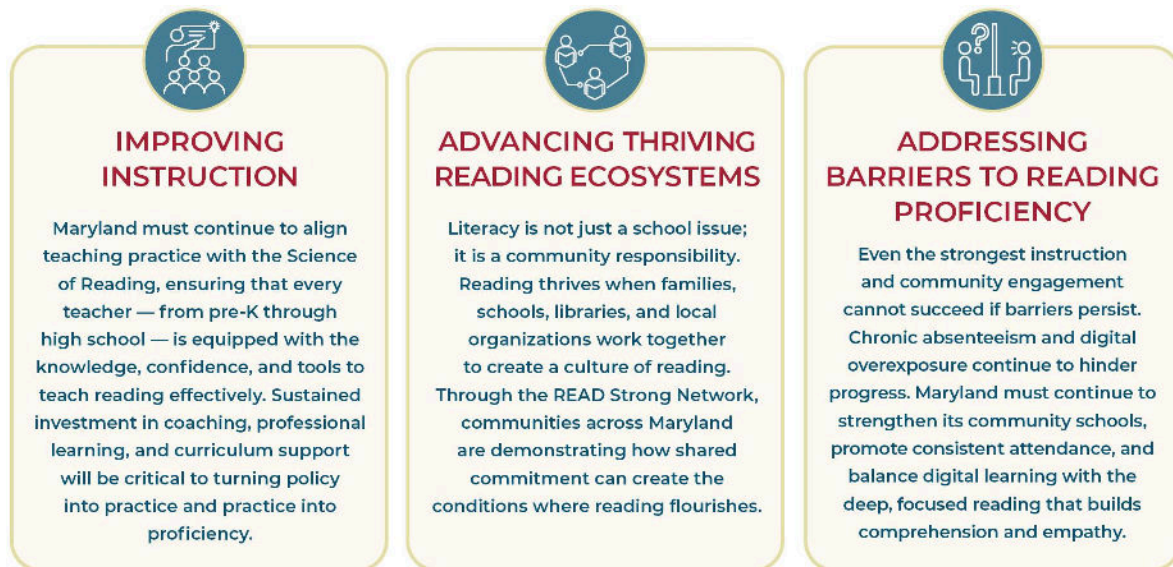 IMPROVING
INSTRUCTION
Maryland must continue to align
teaching practice with the Science
of Reading, ensuring that every
teacher — from pre-K through
high school — is equipped with the
knowledge, confidence, and tools to
teach reading effectively. Sustained
investment in coaching, professional
learning, and curriculum support
will be critical to turning policy
into practice and practice into
proficiency.
ADVANCING THRIVING
READING ECOSYSTEMS
Literacy is not just a school issue;
it is a community responsibility.
Reading thrives when families,
schools, libraries, and local
organizations work together
to create a culture of reading.
Through the READ Strong Network,
communities across Maryland
are demonstrating how shared
commitment can create the
conditions where reading flourishes.
ADDRESSING
BARRIERS TO READING
PROFICIENCY
Even the strongest instruction
and community engagement
cannot succeed if barriers persist.
Chronic absenteeism and digital
overexposure continue to hinder
progress. Maryland must continue to
strengthen its community schools,
promote consistent attendance, and
balance digital learning with the
deep, focused reading that builds
comprehension and empathy.